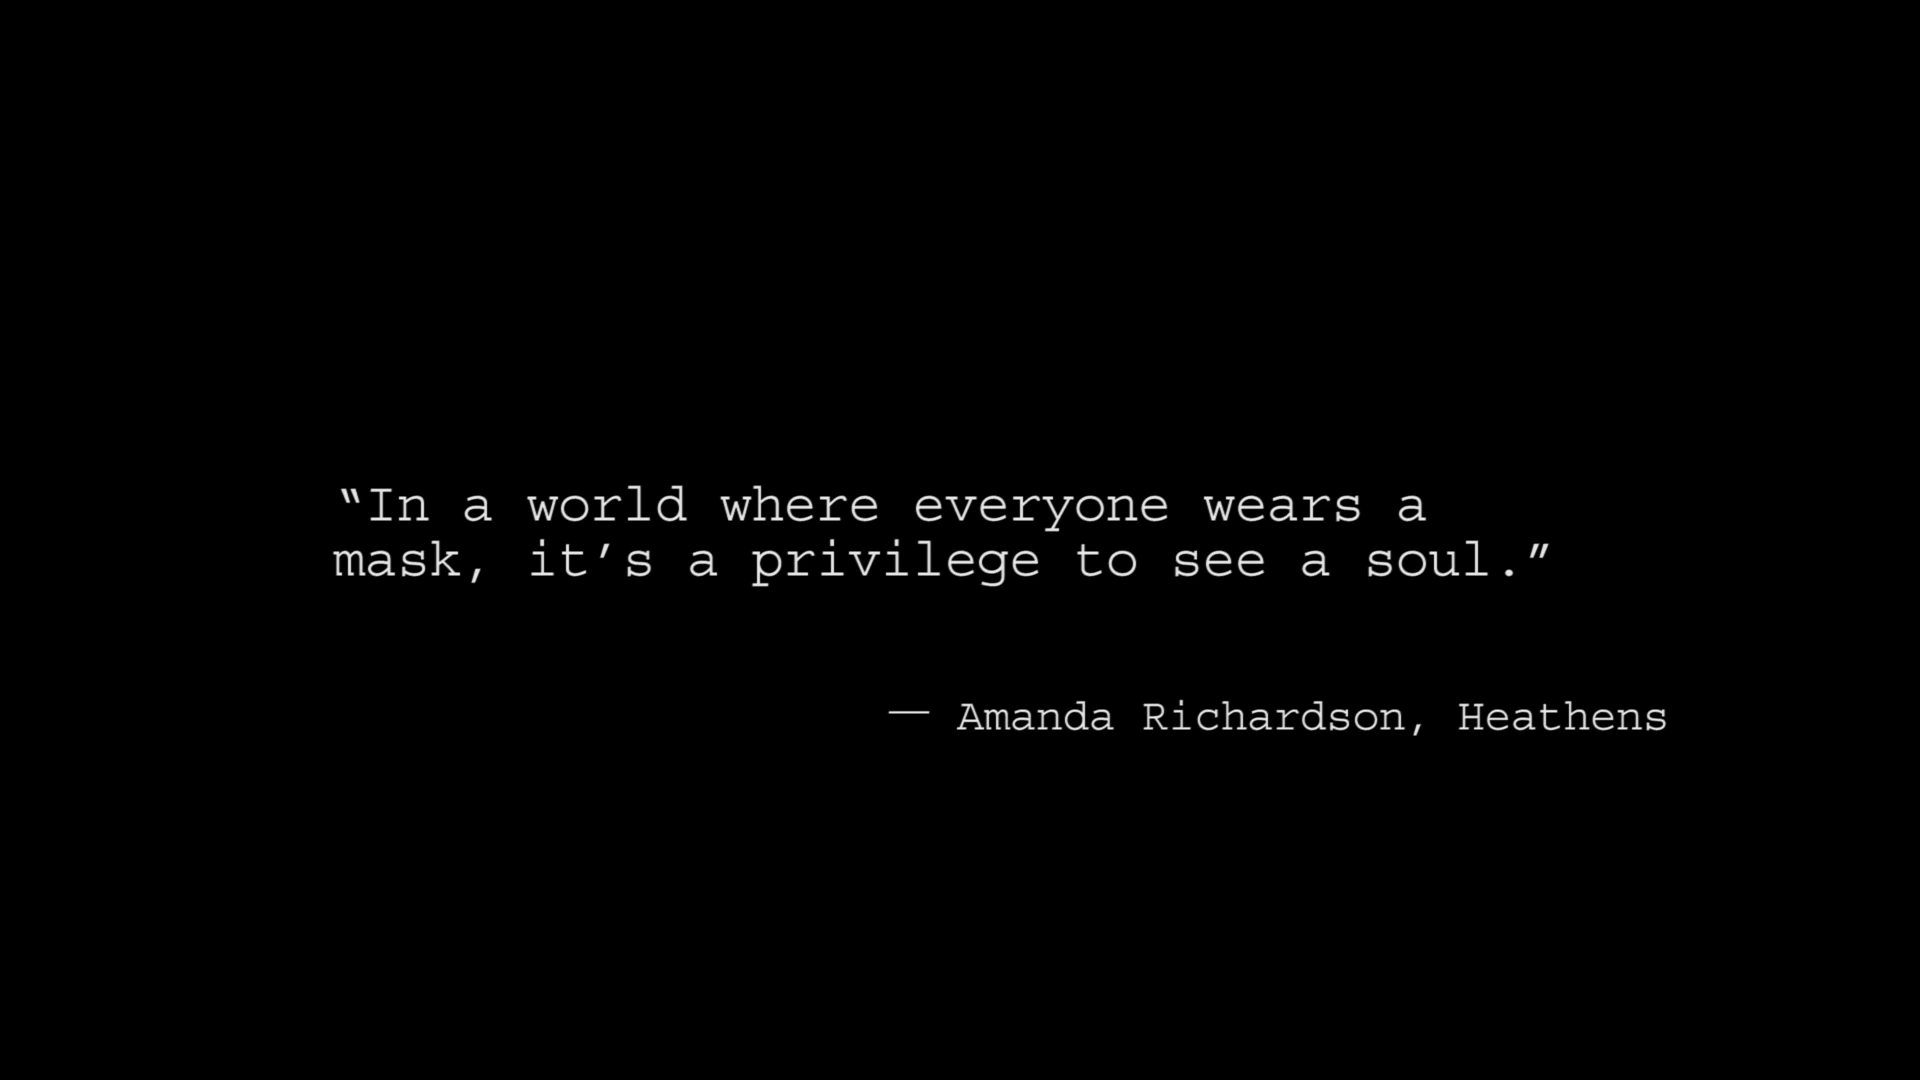 “In a world where everyone wears a
mask, it’s a privilege to see a soul.”
— Amanda Richardson, Heathens